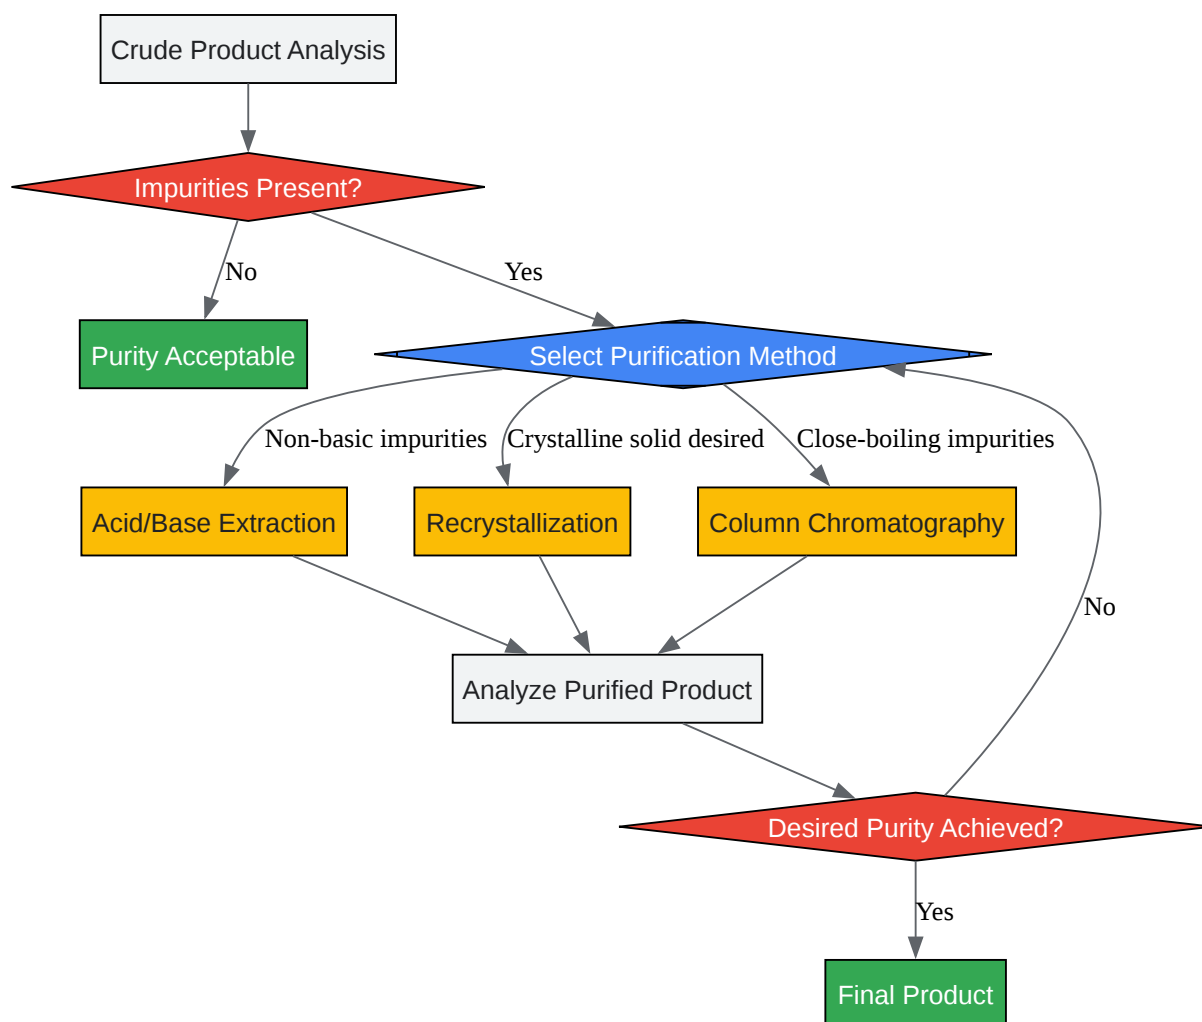 Crude Product Analysis
Impurities Present?
No
Yes
Purity Acceptable
Select Purification Method
Non-basic impurities
Crystalline solid desired
Close-boiling impurities
Acid/Base Extraction
Recrystallization
Column Chromatography
No
Analyze Purified Product
Desired Purity Achieved?
Yes
Final Product